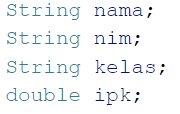 String nama;
String nim;
String kelas;
double ipk;